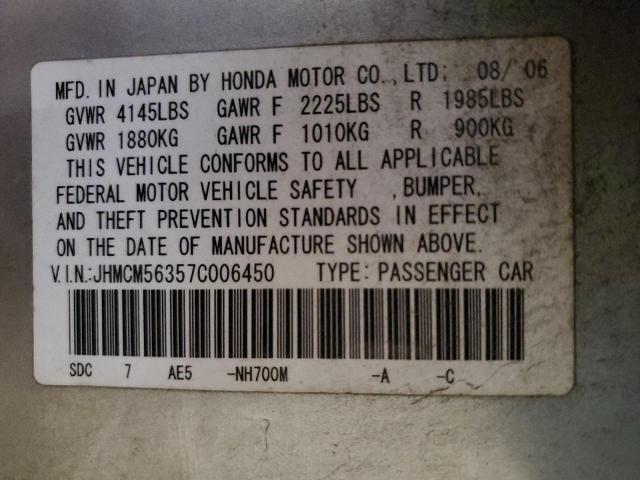 MFD. IN JAPAN BY HONDA MOTOR CO., LTD: 08/ 06
GVWR 4145LBS GAWR F 2225LBS R 1985LBS
GVWR 1880KG GAWR F 1010KG R 900KG
THIS VEHICLE CONFORMS TO ALL APPLICABLE
FEDERAL MOTOR VEHICLE SAFETY , BUMPER,
AND THEFT PREVENTION STANDARDS IN EFFECT
ON THE DATE OF MANUFACTURE SHOWN ABOVE.
V.I.N.:JHMCM56357C006450 TYPE: PASSENGER CAR
SDC 7 AE5 -NH700M -A -C